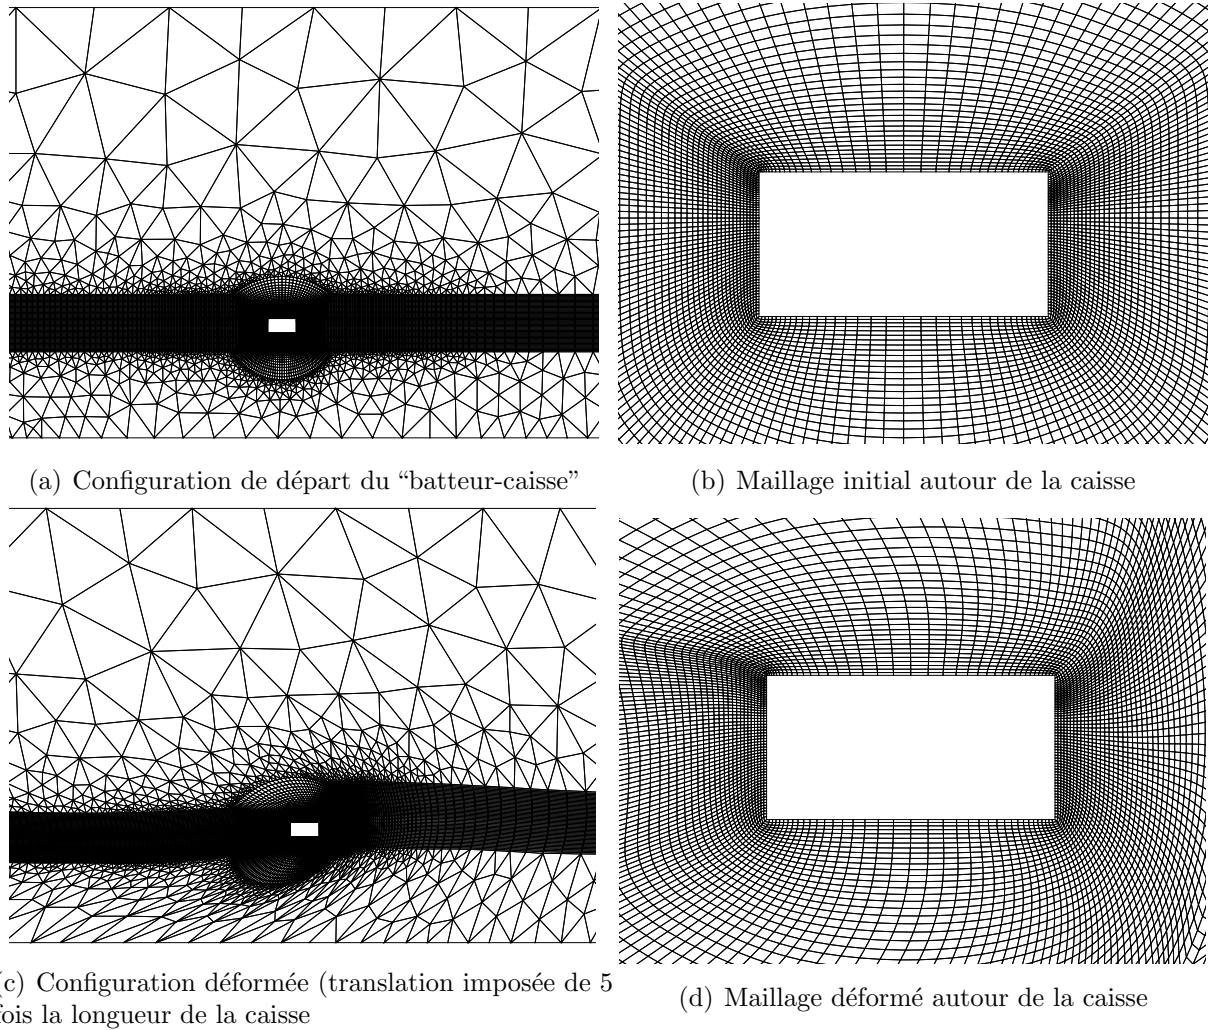 (a) Configuration de départ du “batteur-caisse”
(b) Maillage initial autour de la caisse
(c) Configuration déformée (translation imposée de 5
fois la longueur de la caisse
(d) Maillage déformé autour de la caisse